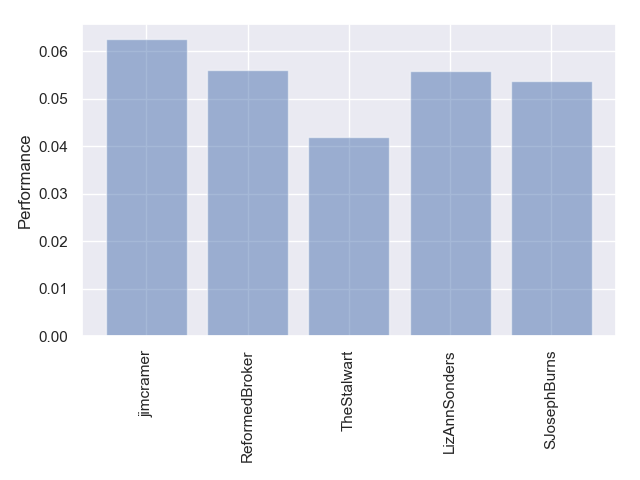 0.06
0.05
0.04
0.03
0.02
0.01
0.00
Performance
jimcramer
ReformedBroker
TheStalwart
LizAnnSonders
SJosephBurns